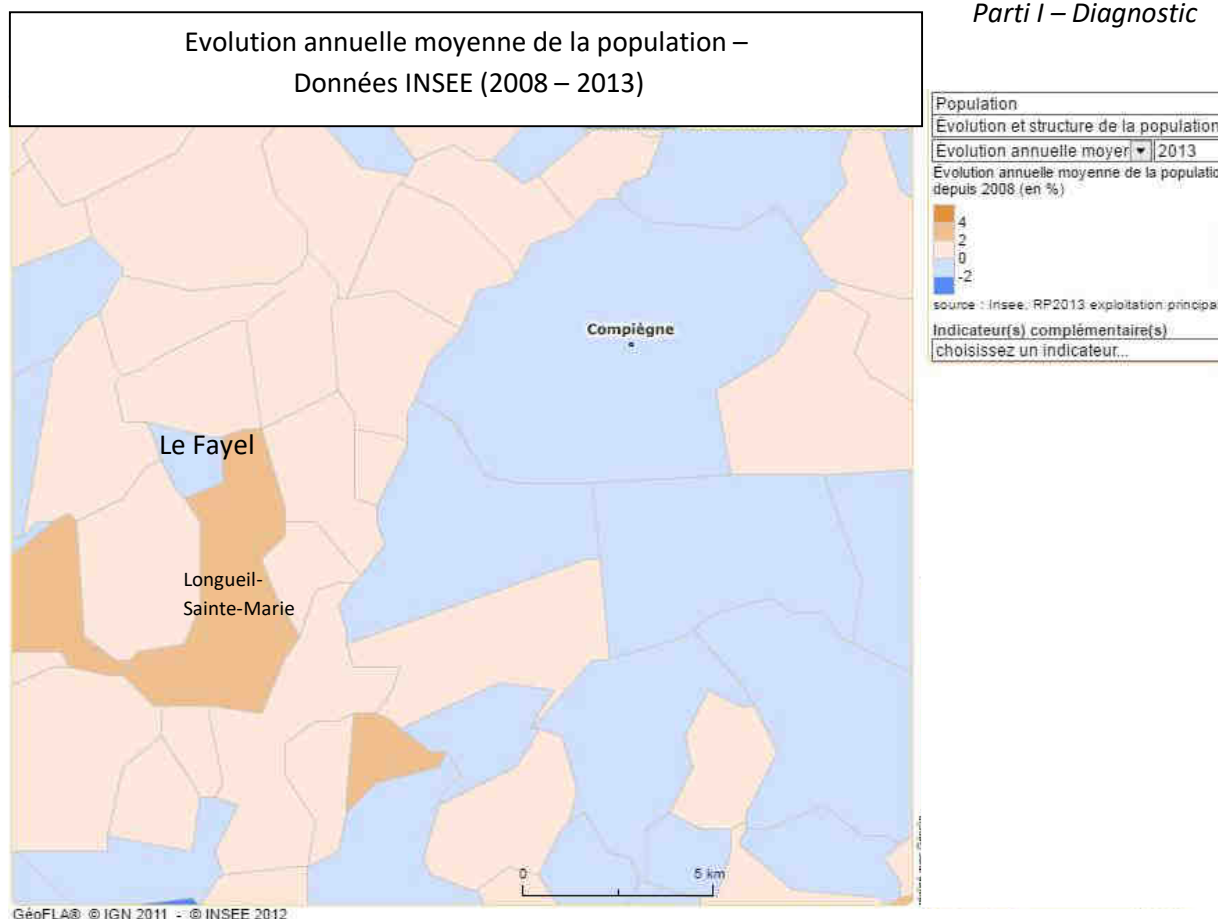 Parti I – Diagnostic
Evolution annuelle moyenne de la population –
Données INSEE (2008 – 2013)
Population
Évolution et structure de la population
Évolution annuelle moyer 2013
Évolution annuelle moyenne de la populatio
depuis 2008 (en %)
4
2
0
-2
source : Insee, RP2013 exploitation principa
Indicateur(s) complémentaire(s)
choisissez un indicateur...
Compiègne
Le Fayel
Longueil-
Sainte-Marie
0 5 km
GéoFLA® © IGN 2011 - © INSEE 2012